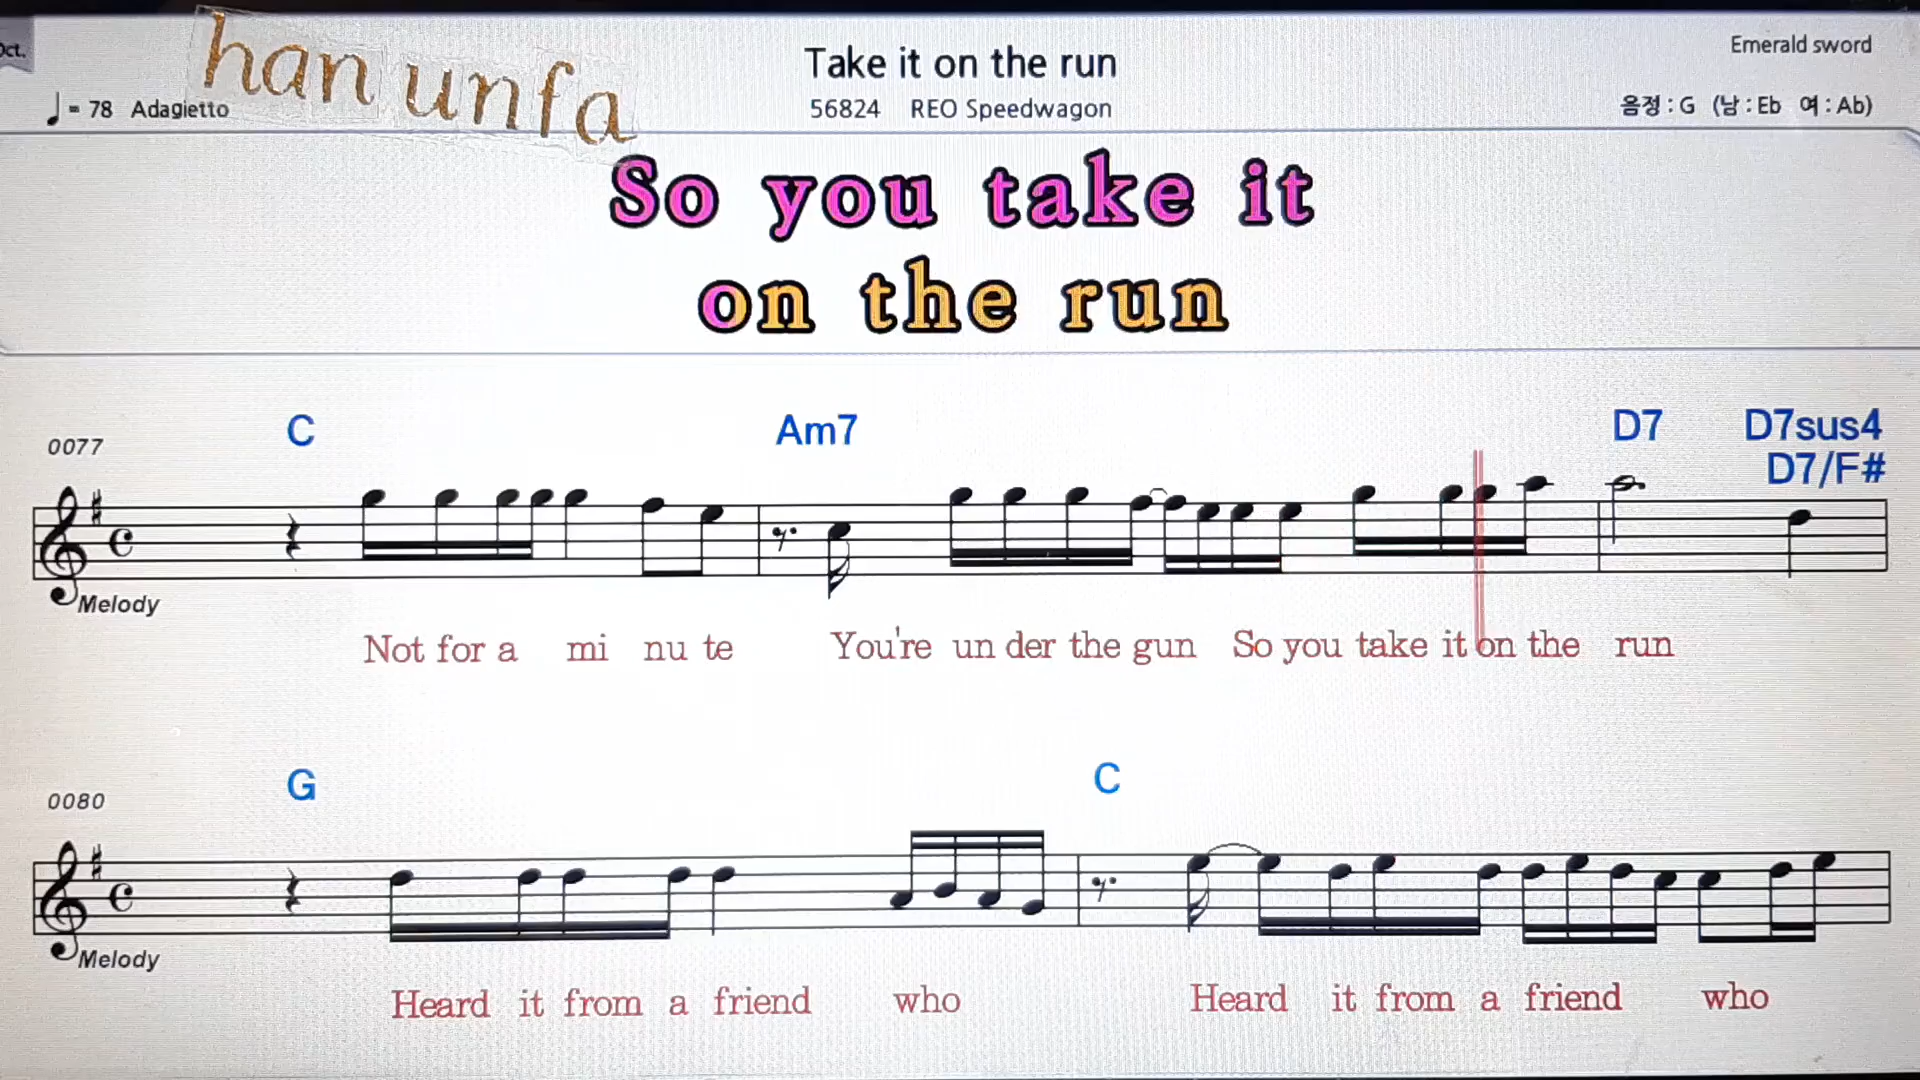 Oct.
han unfa
Take it on the run
Emerald sword
= 78 Adagietto
56824 REO Speedwagon
음정 : G (남 : Eb 여 : Ab)
So you take it
on the run
C Am7 D7 D7sus4
D7/F#
0077
Melody
Not for a mi nu te You're un der the gun So you take it on the run
G C
0080
Melody
Heard it from a friend who Heard it from a friend who